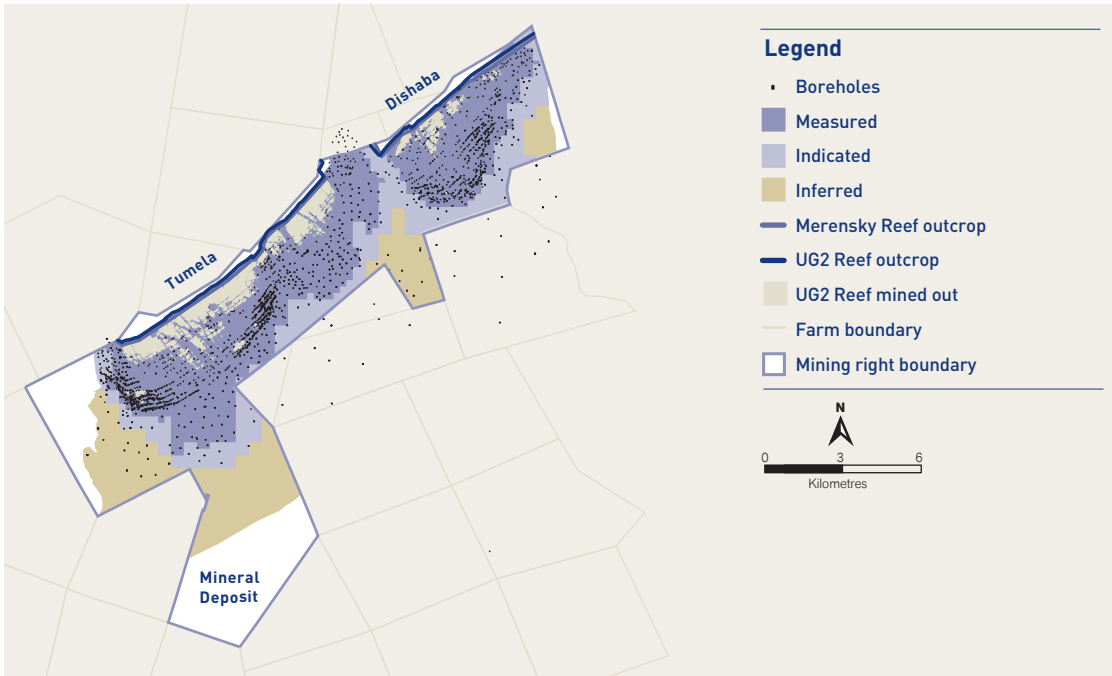 Dishaba
Tumela
Mineral
Deposit
Legend
Boreholes
Measured
Indicated
Inferred
Merensky Reef outcrop
UG2 Reef outcrop
UG2 Reef mined out
Farm boundary
Mining right boundary
N
0 3 6
Kilometres